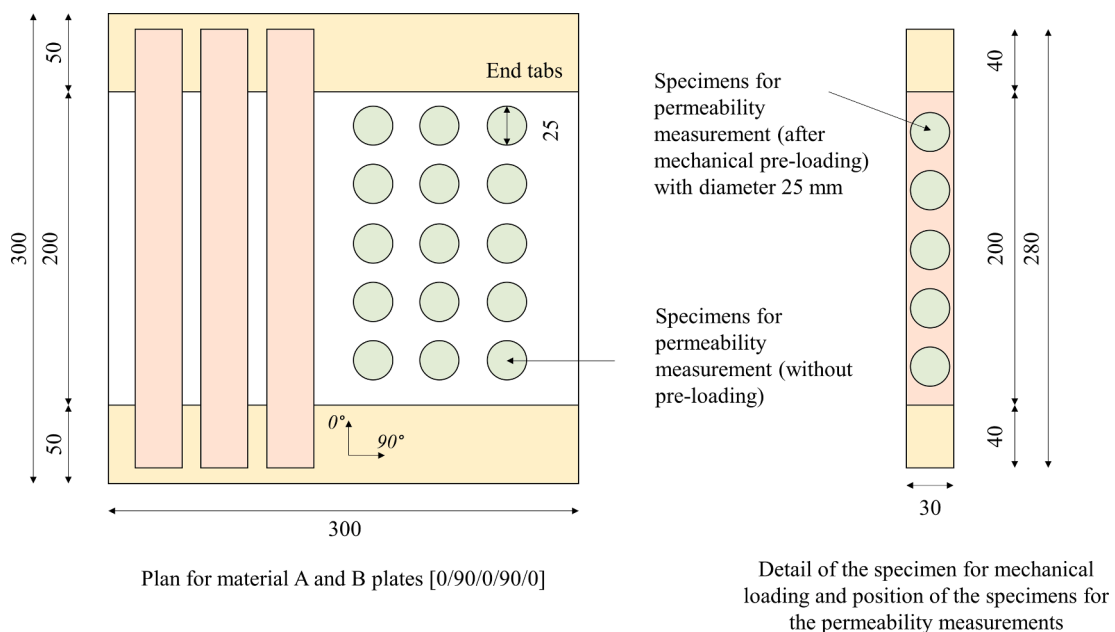 50
300
200
50
End tabs
25
0°
90°
300
Plan for material A and B plates [0/90/0/90/0]
Specimens for
permeability
measurement (after
mechanical pre-loading)
with diameter 25 mm
Specimens for
permeability
measurement (without
pre-loading)
40
200
280
40
30
Detail of the specimen for mechanical
loading and position of the specimens for
the permeability measurements